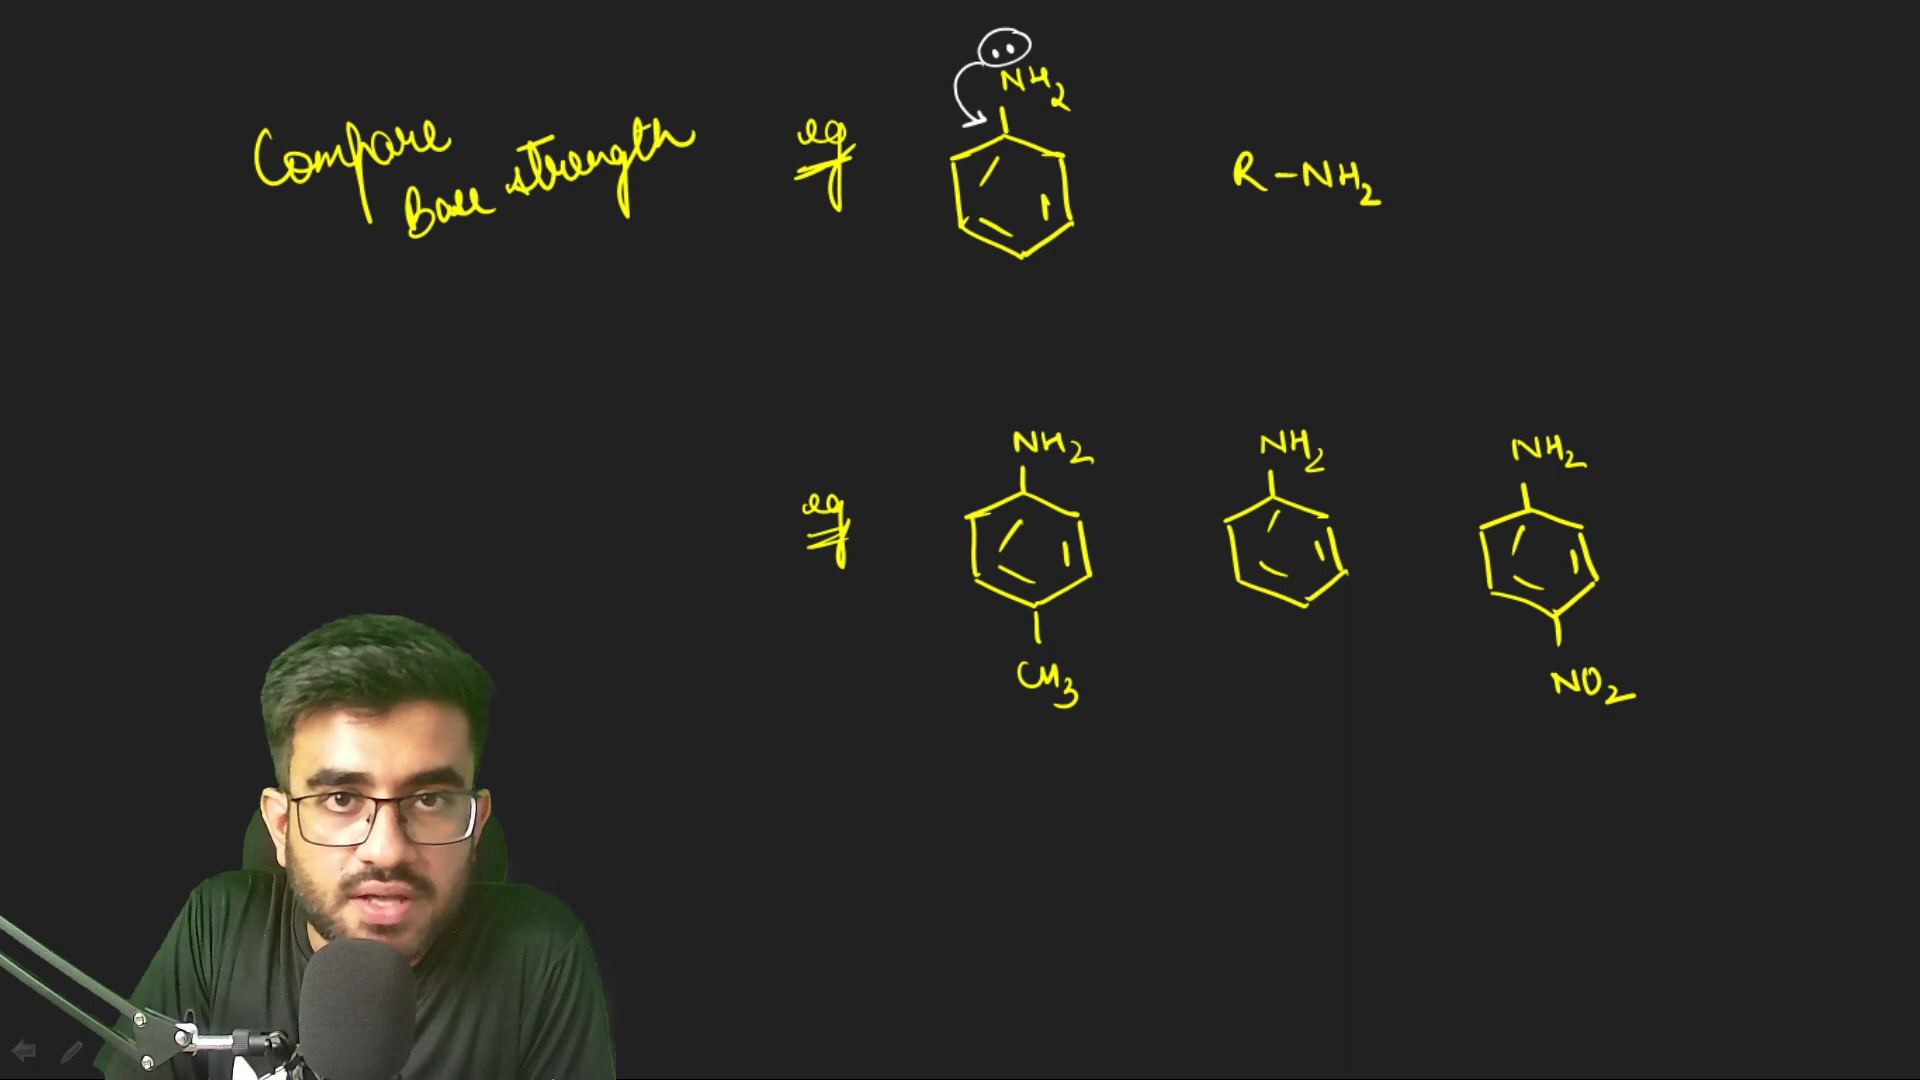 Compare
Base strength
eg
NH2
R-NH2
eg
NH2
NH2
NH2
CH3
NO2